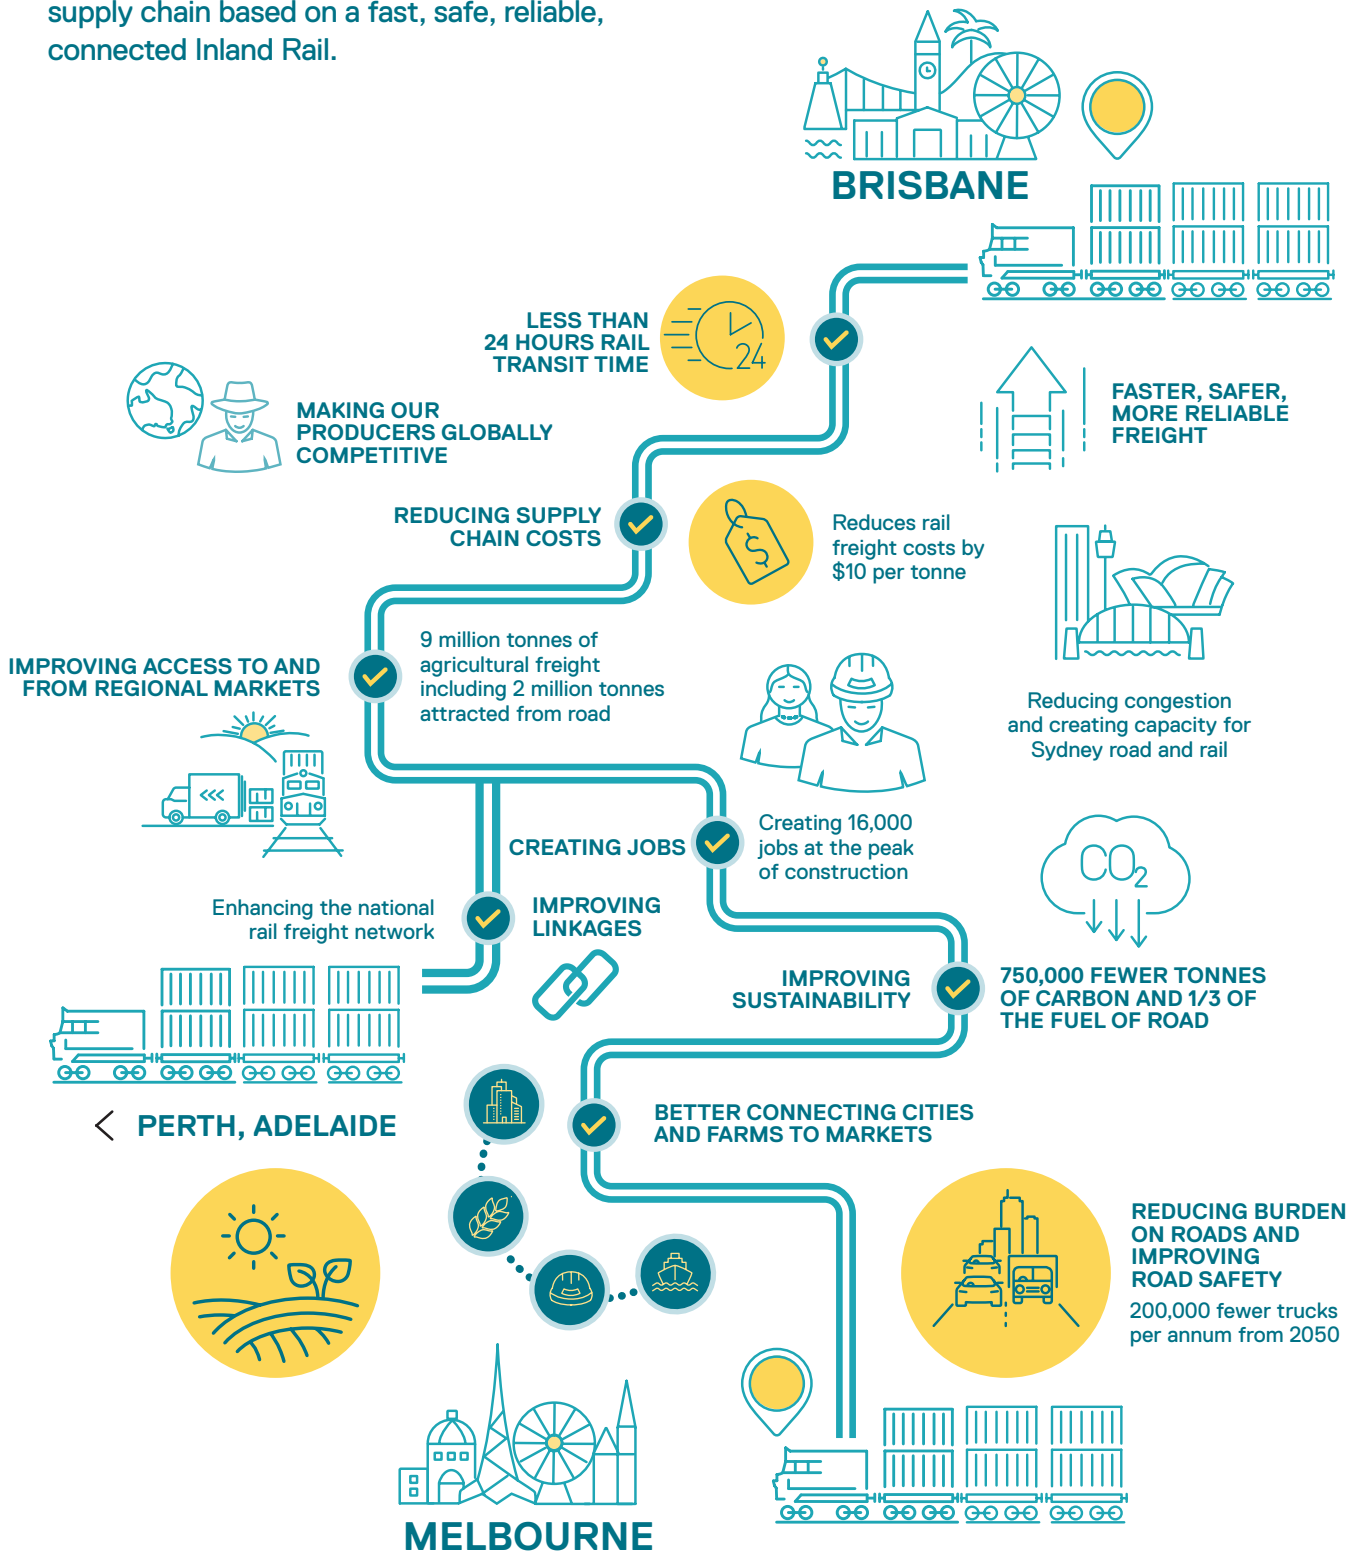 supply chain based on a fast, safe, reliable,
connected Inland Rail.
BRISBANE
LESS THAN
24 HOURS RAIL
TRANSIT TIME
24
FASTER, SAFER,
MORE RELIABLE
FREIGHT
MAKING OUR
PRODUCERS GLOBALLY
COMPETITIVE
REDUCING SUPPLY
CHAIN COSTS
$
Reduces rail
freight costs by
$10 per tonne
IMPROVING ACCESS TO AND
FROM REGIONAL MARKETS
9 million tonnes of
agricultural freight
including 2 million tonnes
attracted from road
Reducing congestion
and creating capacity for
Sydney road and rail
CREATING JOBS
Creating 16,000
jobs at the peak
of construction
CO2
Enhancing the national
rail freight network
IMPROVING
LINKAGES
IMPROVING
SUSTAINABILITY
750,000 FEWER TONNES
OF CARBON AND 1/3 OF
THE FUEL OF ROAD
PERTH, ADELAIDE
BETTER CONNECTING CITIES
AND FARMS TO MARKETS
REDUCING BURDEN
ON ROADS AND
IMPROVING
ROAD SAFETY
200,000 fewer trucks
per annum from 2050
MELBOURNE